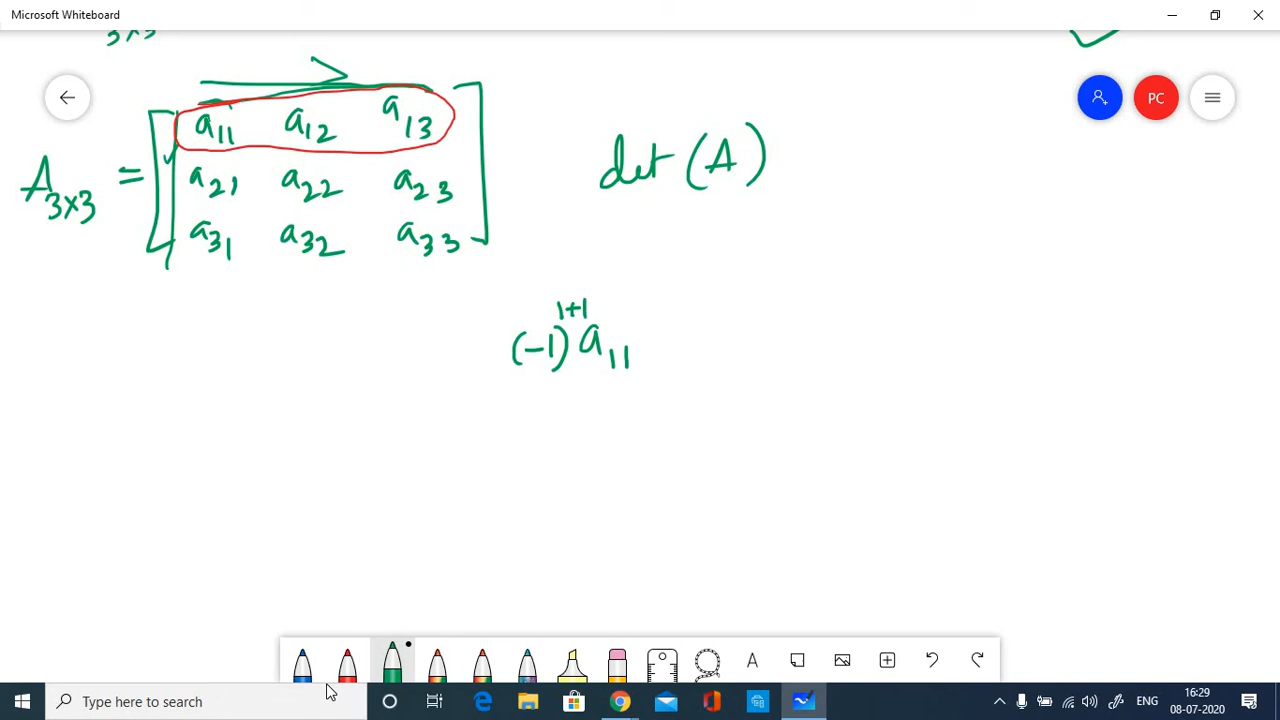 Microsoft Whiteboard
3x3
A3x3 = [ a11 a12 a13
a21 a22 a23
a31 a32 a33 ]
det (A)
(-1)^1+1 a11
PC
A
Type here to search
ENG
16:29
08-07-2020